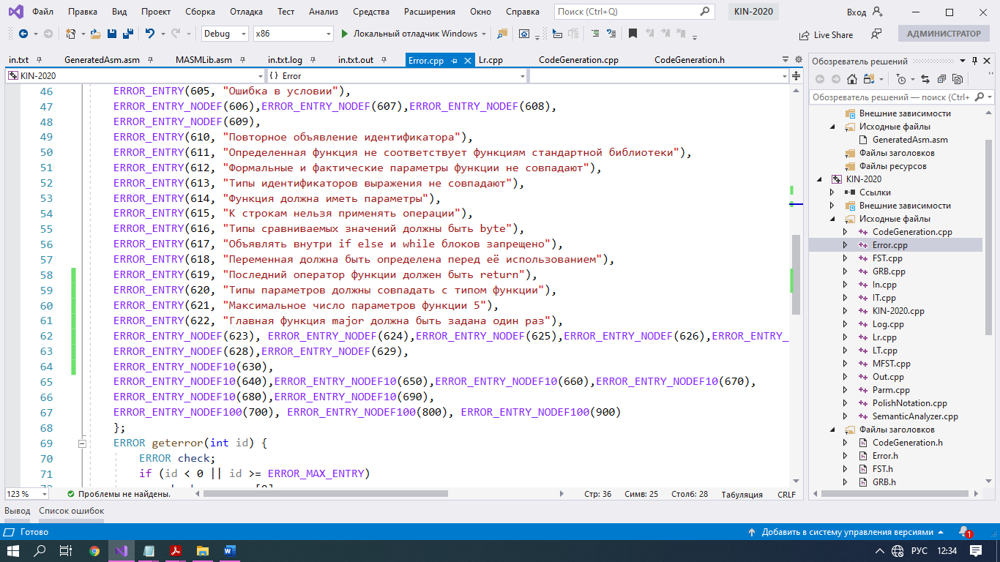 Файл Правка Вид Проект Сборка Отладка Тест Анализ Средства Расширения Окно Справка Поиск (Ctrl+Q) KIN-2020 Вход
Debug x86 Локальный отладчик Windows Live Share АДМИНИСТРАТОР
in.txt GeneratedAsm.asm MASMLib.asm in.txt.log in.txt.out Error.cpp Lr.cpp CodeGeneration.cpp CodeGeneration.h
KIN-2020 {} Error
46 ERROR_ENTRY(605, "Ошибка в условии"),
47 ERROR_ENTRY_NODEF(606),ERROR_ENTRY_NODEF(607),ERROR_ENTRY_NODEF(608),
48 ERROR_ENTRY_NODEF(609),
49 ERROR_ENTRY(610, "Повторное объявление идентификатора"),
50 ERROR_ENTRY(611, "Определенная функция не соответствует функциям стандартной библиотеки"),
51 ERROR_ENTRY(612, "Формальные и фактические параметры функции не совпадают"),
52 ERROR_ENTRY(613, "Типы идентификаторов выражения не совпадают"),
53 ERROR_ENTRY(614, "Функция должна иметь параметры"),
54 ERROR_ENTRY(615, "К строкам нельзя применять операции"),
55 ERROR_ENTRY(616, "Типы сравниваемых значений должны быть byte"),
56 ERROR_ENTRY(617, "Объявлять внутри if else и while блоков запрещено"),
57 ERROR_ENTRY(618, "Переменная должна быть определена перед её использованием"),
58 ERROR_ENTRY(619, "Последний оператор функции должен быть return"),
59 ERROR_ENTRY(620, "Типы параметров должны совпадать с типом функции"),
60 ERROR_ENTRY(621, "Максимальное число параметров функции 5"),
61 ERROR_ENTRY(622, "Главная функция major должна быть задана один раз"),
62 ERROR_ENTRY_NODEF(623), ERROR_ENTRY_NODEF(624),ERROR_ENTRY_NODEF(625),ERROR_ENTRY_NODEF(626),ERROR_ENTRY_
63 ERROR_ENTRY_NODEF(628),ERROR_ENTRY_NODEF(629),
64 ERROR_ENTRY_NODEF10(630),
65 ERROR_ENTRY_NODEF10(640),ERROR_ENTRY_NODEF10(650),ERROR_ENTRY_NODEF10(660),ERROR_ENTRY_NODEF10(670),
66 ERROR_ENTRY_NODEF10(680),ERROR_ENTRY_NODEF10(690),
67 ERROR_ENTRY_NODEF100(700), ERROR_ENTRY_NODEF100(800), ERROR_ENTRY_NODEF100(900)
68 };
69 ERROR geterror(int id) {
70 ERROR check;
71 if (id < 0 || id >= ERROR_MAX_ENTRY)
123 % Проблемы не найдены. Стр: 36 Симв: 25 Столб: 28 Табуляция CRLF
Обозреватель решений
Обозреватель решений — поиск (Ctrl+
Внешние зависимости
Исходные файлы
GeneratedAsm.asm
Файлы заголовков
Файлы ресурсов
KIN-2020
Ссылки
Внешние зависимости
Исходные файлы
CodeGeneration.cpp
Error.cpp
FST.cpp
GRB.cpp
In.cpp
IT.cpp
KIN-2020.cpp
Log.cpp
Lr.cpp
LT.cpp
MFST.cpp
Out.cpp
Parm.cpp
PolishNotation.cpp
SemanticAnalyzer.cpp
Файлы заголовков
CodeGeneration.h
Error.h
FST.h
GRB.h
Вывод Список ошибок
Готово Добавить в систему управления версиями 1
РУС 12:34